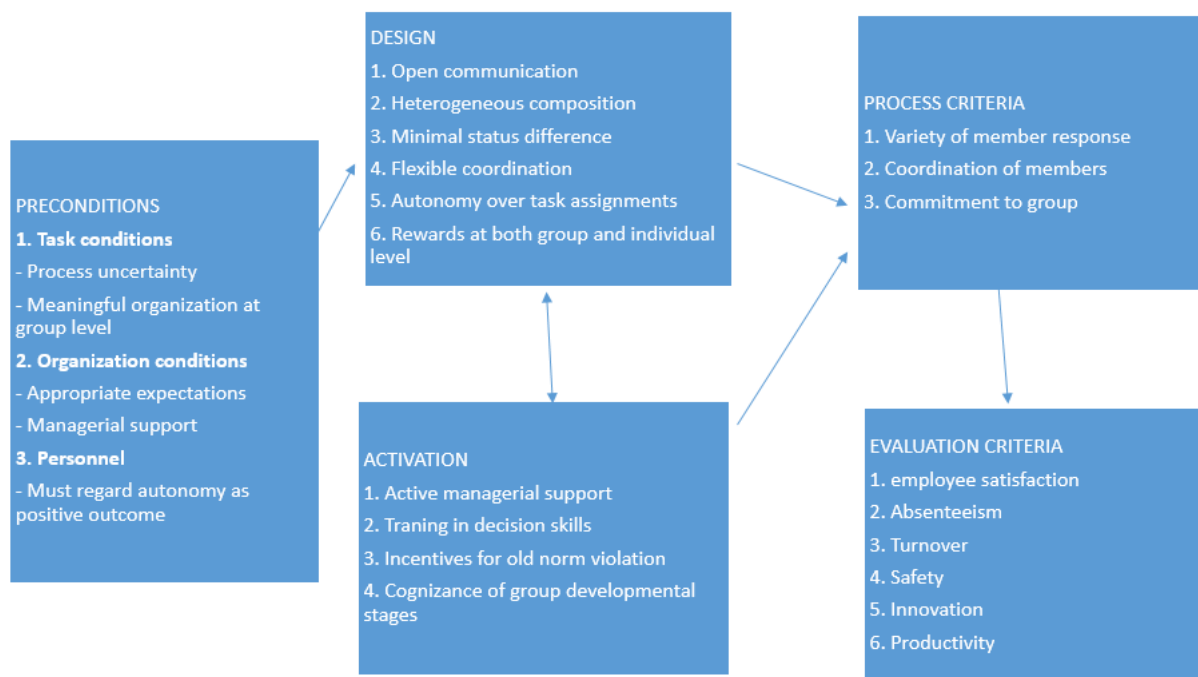 PRECONDITIONS
1. Task conditions
- Process uncertainty
- Meaningful organization at
group level
2. Organization conditions
- Appropriate expectations
- Managerial support
3. Personnel
- Must regard autonomy as
positive outcome
DESIGN
1. Open communication
2. Heterogeneous composition
3. Minimal status difference
4. Flexible coordination
5. Autonomy over task assignments
6. Rewards at both group and individual
level
ACTIVATION
1. Active managerial support
2. Traning in decision skills
3. Incentives for old norm violation
4. Cognizance of group developmental
stages
PROCESS CRITERIA
1. Variety of member response
2. Coordination of members
3. Commitment to group
EVALUATION CRITERIA
1. employee satisfaction
2. Absenteeism
3. Turnover
4. Safety
5. Innovation
6. Productivity